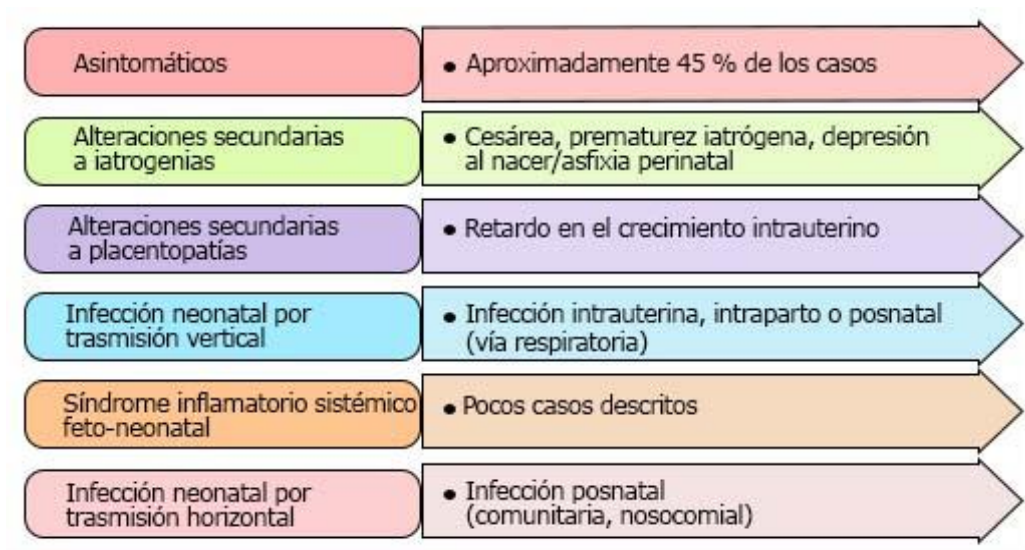 Asintomáticos
• Aproximadamente 45 % de los casos
Alteraciones secundarias
a iatrogenias
• Cesárea, prematurez iatrógena, depresión
al nacer/asfixia perinatal
Alteraciones secundarias
a placentopatías
• Retardo en el crecimiento intrauterino
Infección neonatal por
trasmisión vertical
• Infección intrauterina, intraparto o posnatal
(vía respiratoria)
Síndrome inflamatorio sistémico
feto-neonatal
• Pocos casos descritos
Infección neonatal por
trasmisión horizontal
• Infección posnatal
(comunitaria, nosocomial)